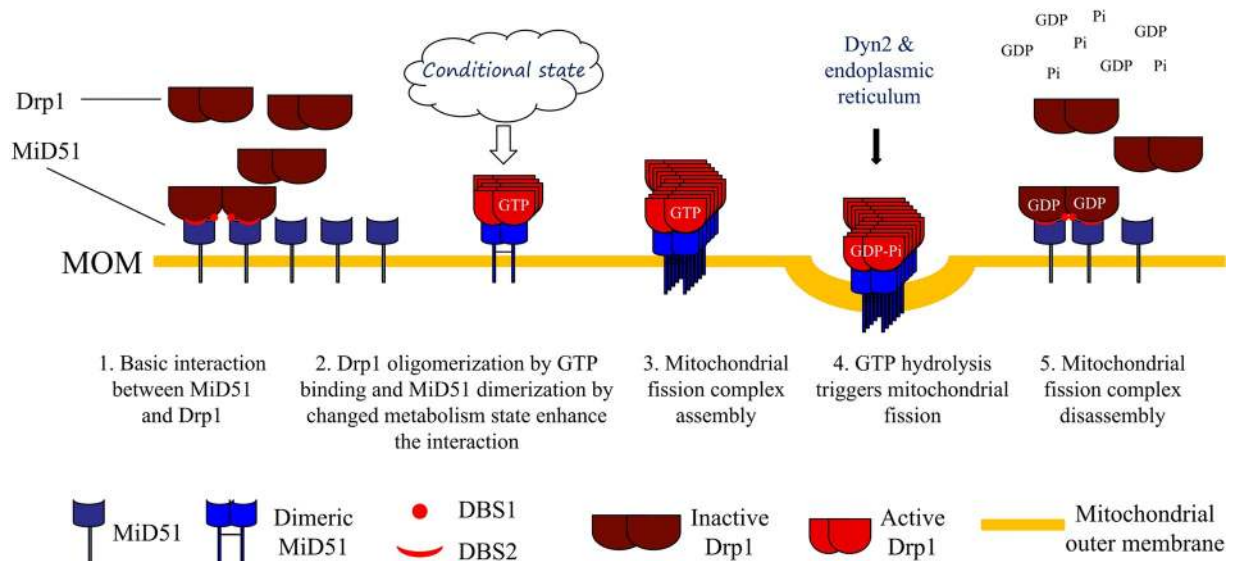 Drp1
MiD51
MOM
Conditional state
GTP
GTP
Dyn2 &
endoplasmic
reticulum
GDP-Pi
GDP
Pi
GDP
Pi
GDP
Pi
Pi
GDP
GDP
1. Basic interaction
between MiD51
and Drp1
2. Drp1 oligomerization by GTP
binding and MiD51 dimerization by
changed metabolism state enhance
the interaction
3. Mitochondrial
fission complex
assembly
4. GTP hydrolysis
triggers mitochondrial
fission
5. Mitochondrial
fission complex
disassembly
MiD51
Dimeric
MiD51
DBS1
DBS2
Inactive
Drp1
Active
Drp1
Mitochondrial
outer membrane